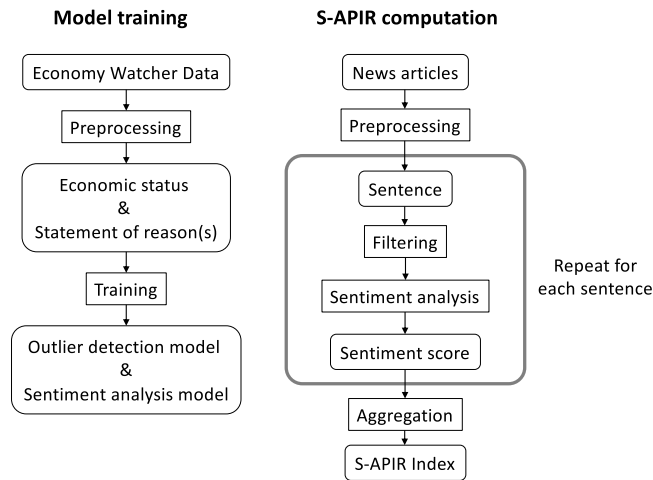 Model training
Economy Watcher Data
Preprocessing
Economic status
&
Statement of reason(s)
Training
Outlier detection model
&
Sentiment analysis model
S-APIR computation
News articles
Preprocessing
Sentence
Filtering
Sentiment analysis
Sentiment score
Repeat for
each sentence
Aggregation
S-APIR Index